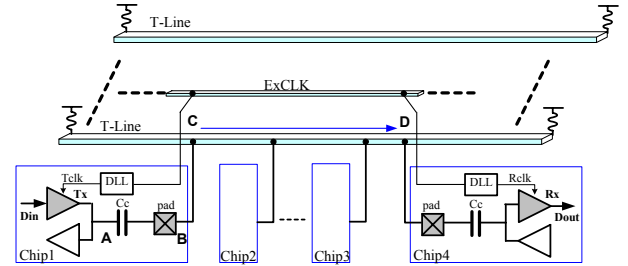 T-Line
ExCLK
C
D
T-Line
Tclk
DLL
Tx
Cc
pad
Din
A
B
Chip1
Chip2
Chip3
DLL
Rclk
pad
Cc
Rx
Dout
Chip4